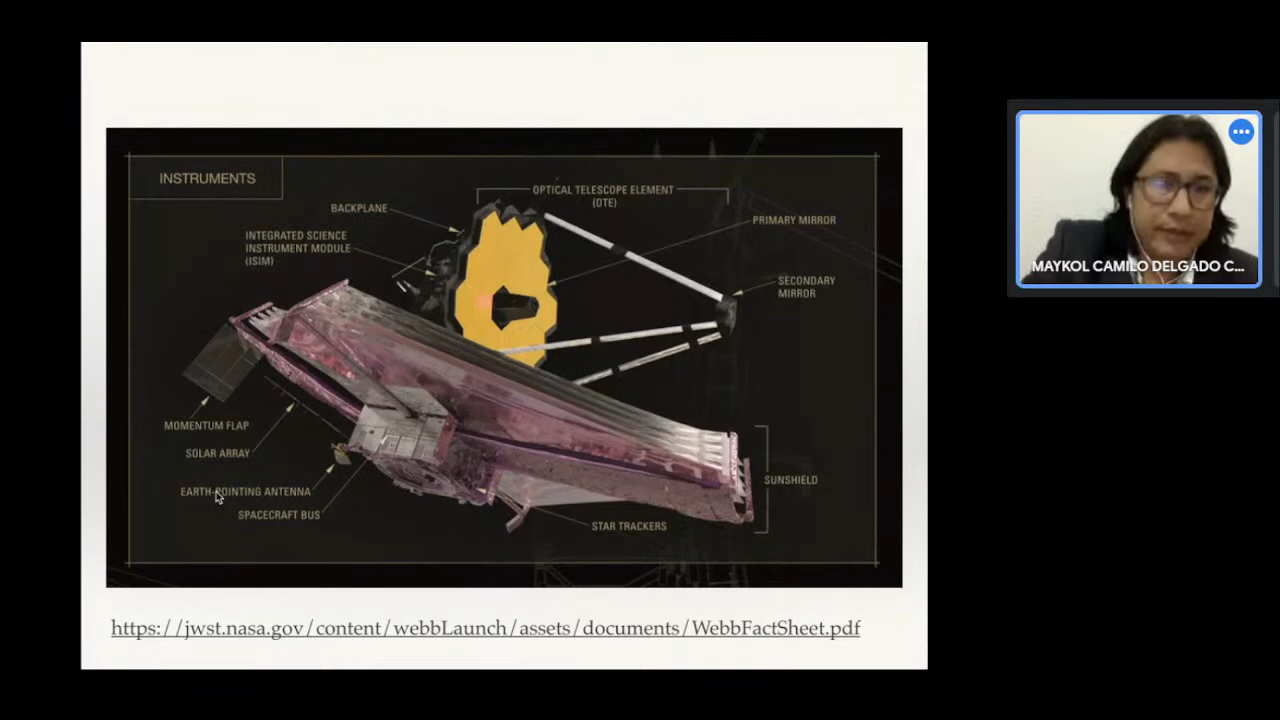 INSTRUMENTS
OPTICAL TELESCOPE ELEMENT
(OTE)
BACKPLANE
PRIMARY MIRROR
INTEGRATED SCIENCE
INSTRUMENT MODULE
(ISIM)
SECONDARY
MIRROR
MAYKOL CAMILO DELGADO C...
MOMENTUM FLAP
SOLAR ARRAY
SUNSHIELD
EARTH-POINTING ANTENNA
SPACECRAFT BUS
STAR TRACKERS
https://jwst.nasa.gov/content/webbLaunch/assets/documents/WebbFactSheet.pdf